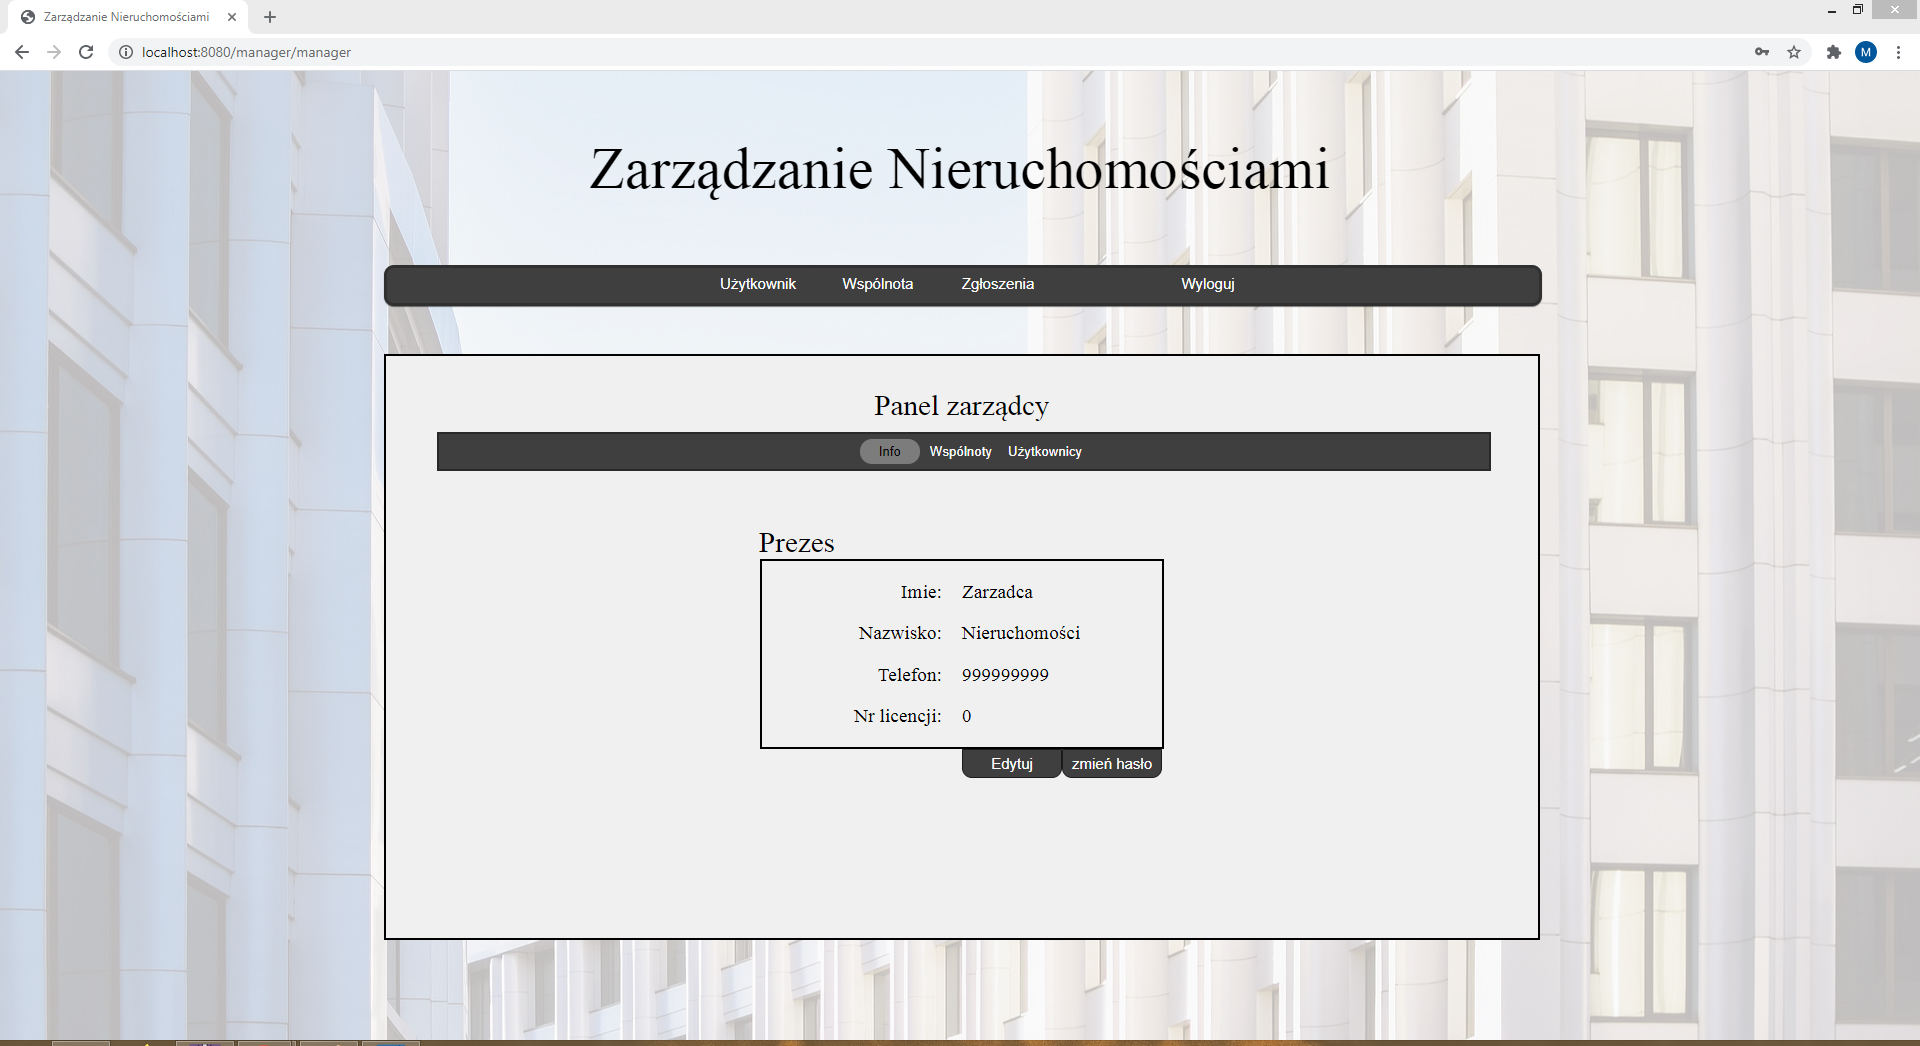 Zarządzanie Nieruchomościami
localhost:8080/manager/manager
M
Zarządzanie Nieruchomościami
Użytkownik Wspólnota Zgłoszenia Wyloguj
Panel zarządcy
Info Wspólnoty Użytkownicy
Prezes
Imie: Zarzadca
Nazwisko: Nieruchomości
Telefon: 999999999
Nr licencji: 0
Edytuj zmień hasło